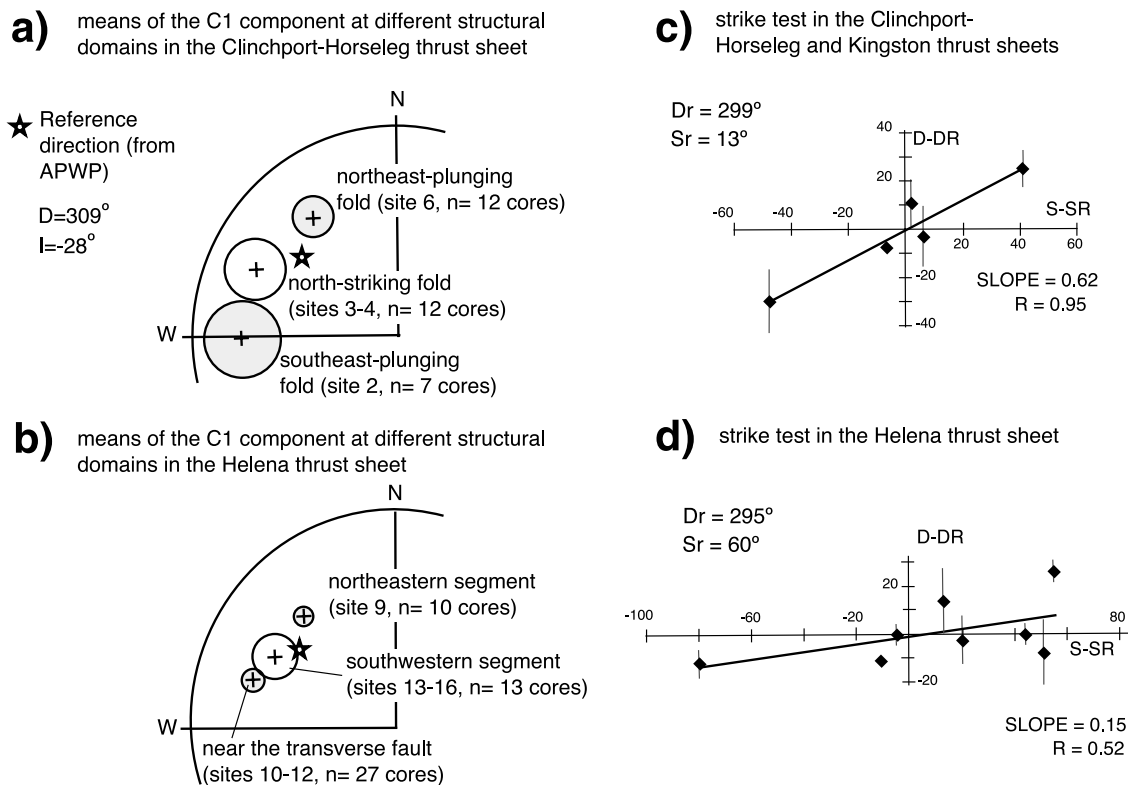 a) means of the C1 component at different structural
domains in the Clinchport-Horseleg thrust sheet
Reference
direction (from
APWP)
D=309°
I=-28°
N
W
northeast-plunging
fold (site 6, n= 12 cores)
north-striking fold
(sites 3-4, n= 12 cores)
southeast-plunging
fold (site 2, n= 7 cores)
b) means of the C1 component at different structural
domains in the Helena thrust sheet
N
W
northeastern segment
(site 9, n= 10 cores)
southwestern segment
(sites 13-16, n= 13 cores)
near the transverse fault
(sites 10-12, n= 27 cores)
c) strike test in the Clinchport-
Horseleg and Kingston thrust sheets
Dr = 299°
Sr = 13°
40
D-DR
20
-60
-20
S-SR
20
40
60
-20
-40
SLOPE = 0.62
R = 0.95
d) strike test in the Helena thrust sheet
Dr = 295°
Sr = 60°
D-DR
20
-100
-60
-20
20
40
80
S-SR
-20
SLOPE = 0.15
R = 0.52